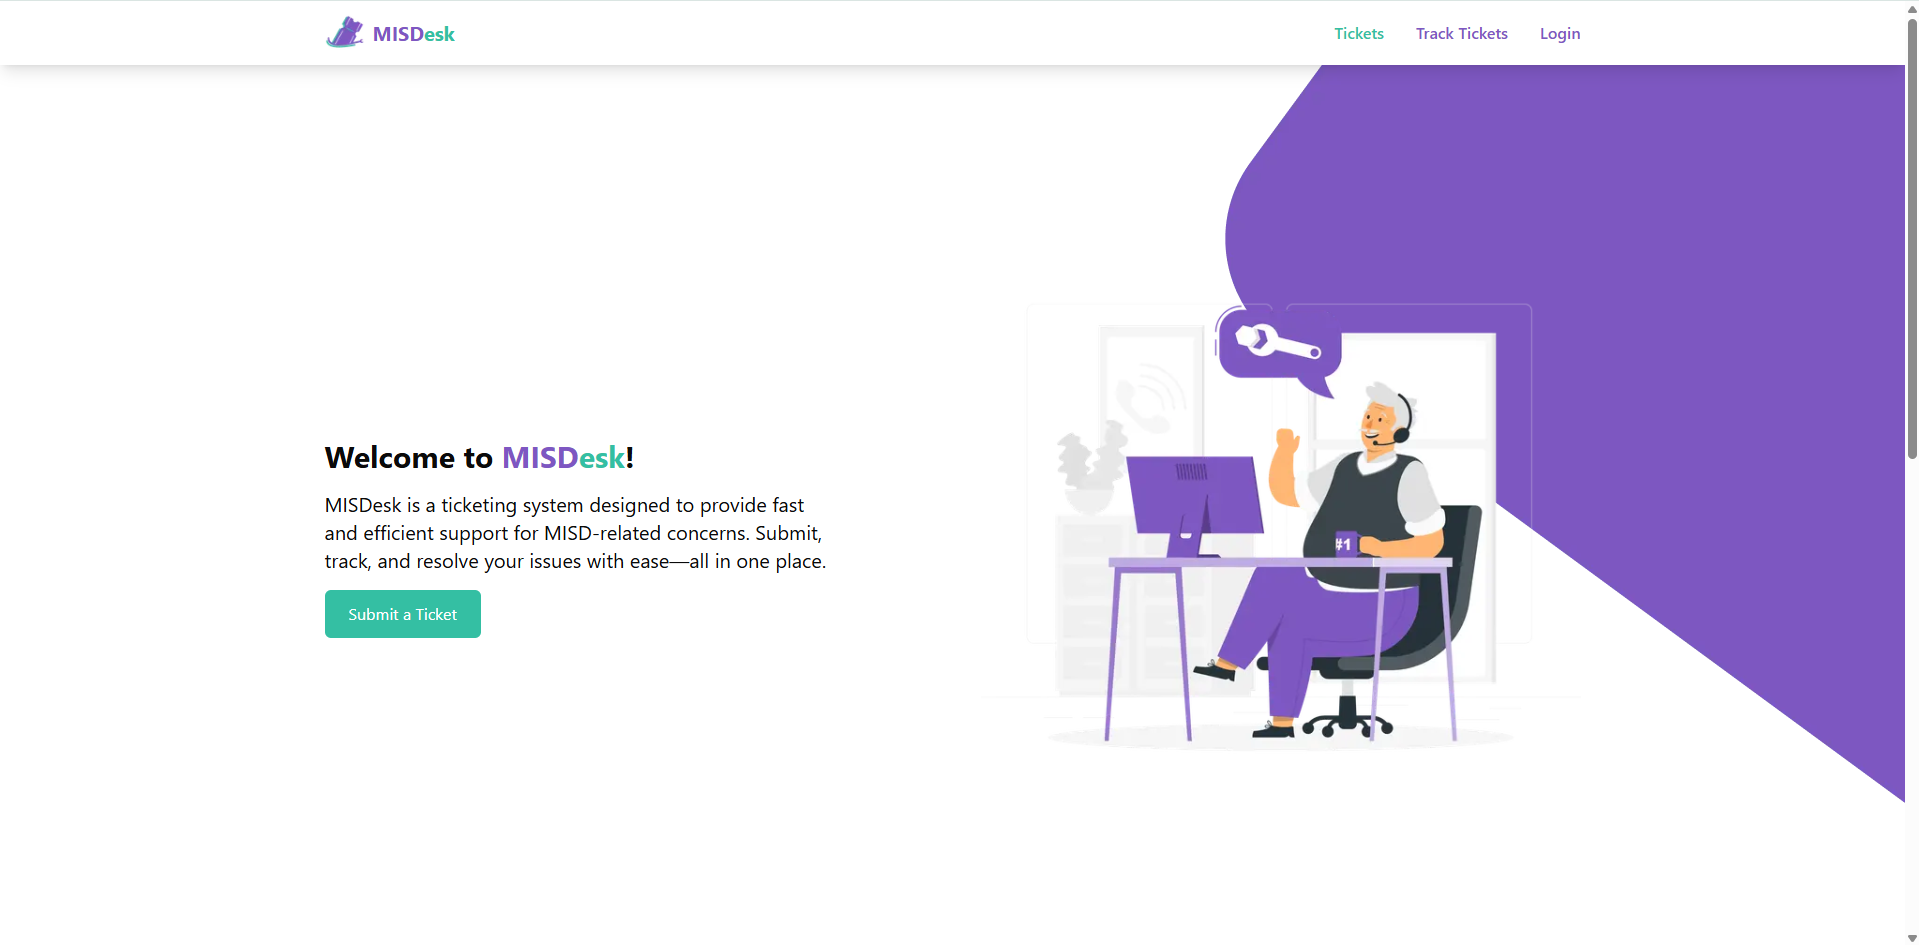 MISDesk
Tickets
Track Tickets
Login
Welcome to MISDesk!
MISDesk is a ticketing system designed to provide fast
and efficient support for MISD-related concerns. Submit,
track, and resolve your issues with ease—all in one place.
Submit a Ticket
#1